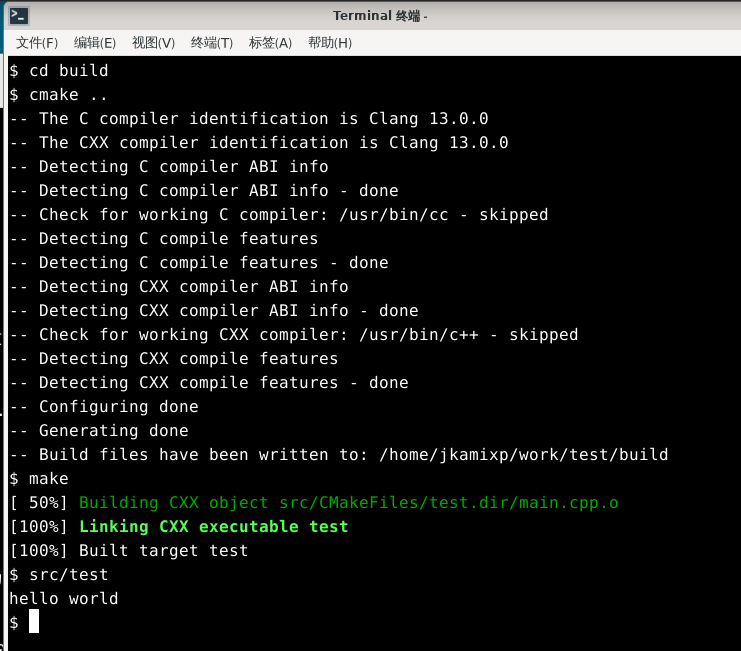 Terminal 终端 -
文件(F) 编辑(E) 视图(V) 终端(T) 标签(A) 帮助(H)
$ cd build
$ cmake ..
-- The C compiler identification is Clang 13.0.0
-- The CXX compiler identification is Clang 13.0.0
-- Detecting C compiler ABI info
-- Detecting C compiler ABI info - done
-- Check for working C compiler: /usr/bin/cc - skipped
-- Detecting C compile features
-- Detecting C compile features - done
-- Detecting CXX compiler ABI info
-- Detecting CXX compiler ABI info - done
-- Check for working CXX compiler: /usr/bin/c++ - skipped
-- Detecting CXX compile features
-- Detecting CXX compile features - done
-- Configuring done
-- Generating done
-- Build files have been written to: /home/jkamixp/work/test/build
$ make
[ 50%] Building CXX object src/CMakeFiles/test.dir/main.cpp.o
[100%] Linking CXX executable test
[100%] Built target test
$ src/test
hello world
$